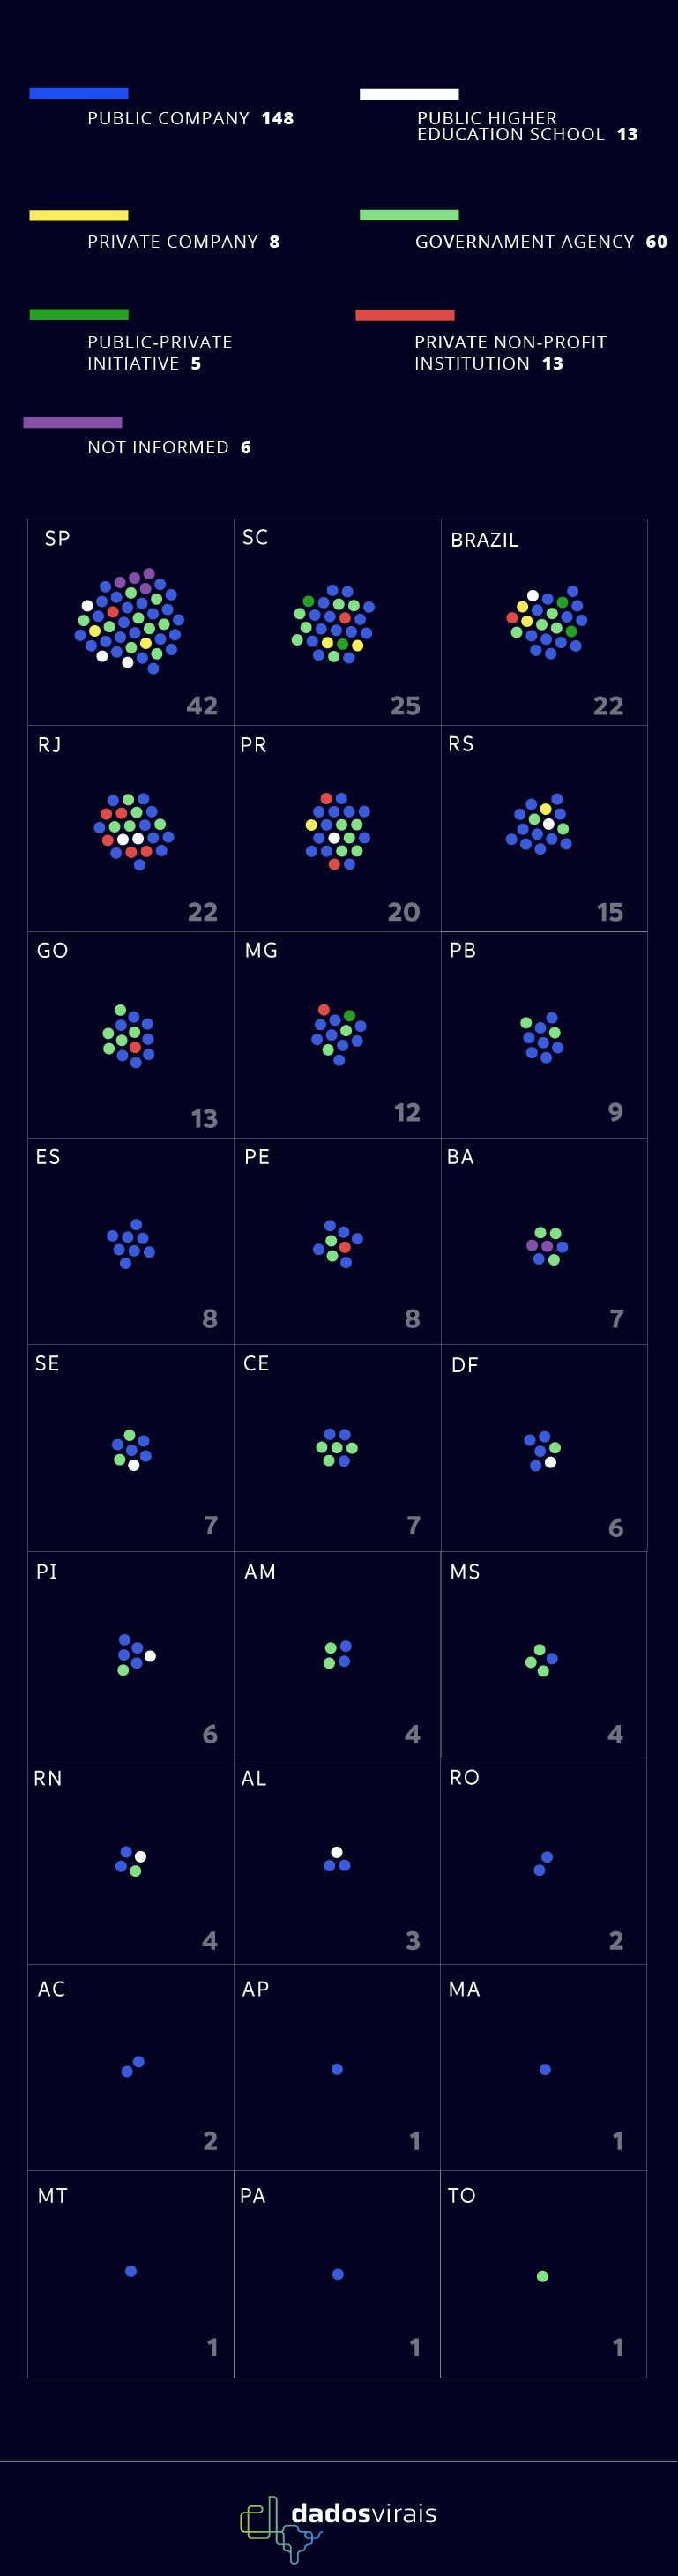 PUBLIC COMPANY 148
PUBLIC HIGHER
EDUCATION SCHOOL 13
PRIVATE COMPANY 8
GOVERNAMENT AGENCY 60
PUBLIC-PRIVATE
INITIATIVE 5
PRIVATE NON-PROFIT
INSTITUTION 13
NOT INFORMED 6
SP
42
SC
25
BRAZIL
22
RJ
22
PR
20
RS
15
GO
13
MG
12
PB
9
ES
8
PE
8
BA
7
SE
7
CE
7
DF
6
PI
6
AM
4
MS
4
RN
4
AL
3
RO
2
AC
2
AP
1
MA
1
MT
1
PA
1
TO
1
dadosvirais